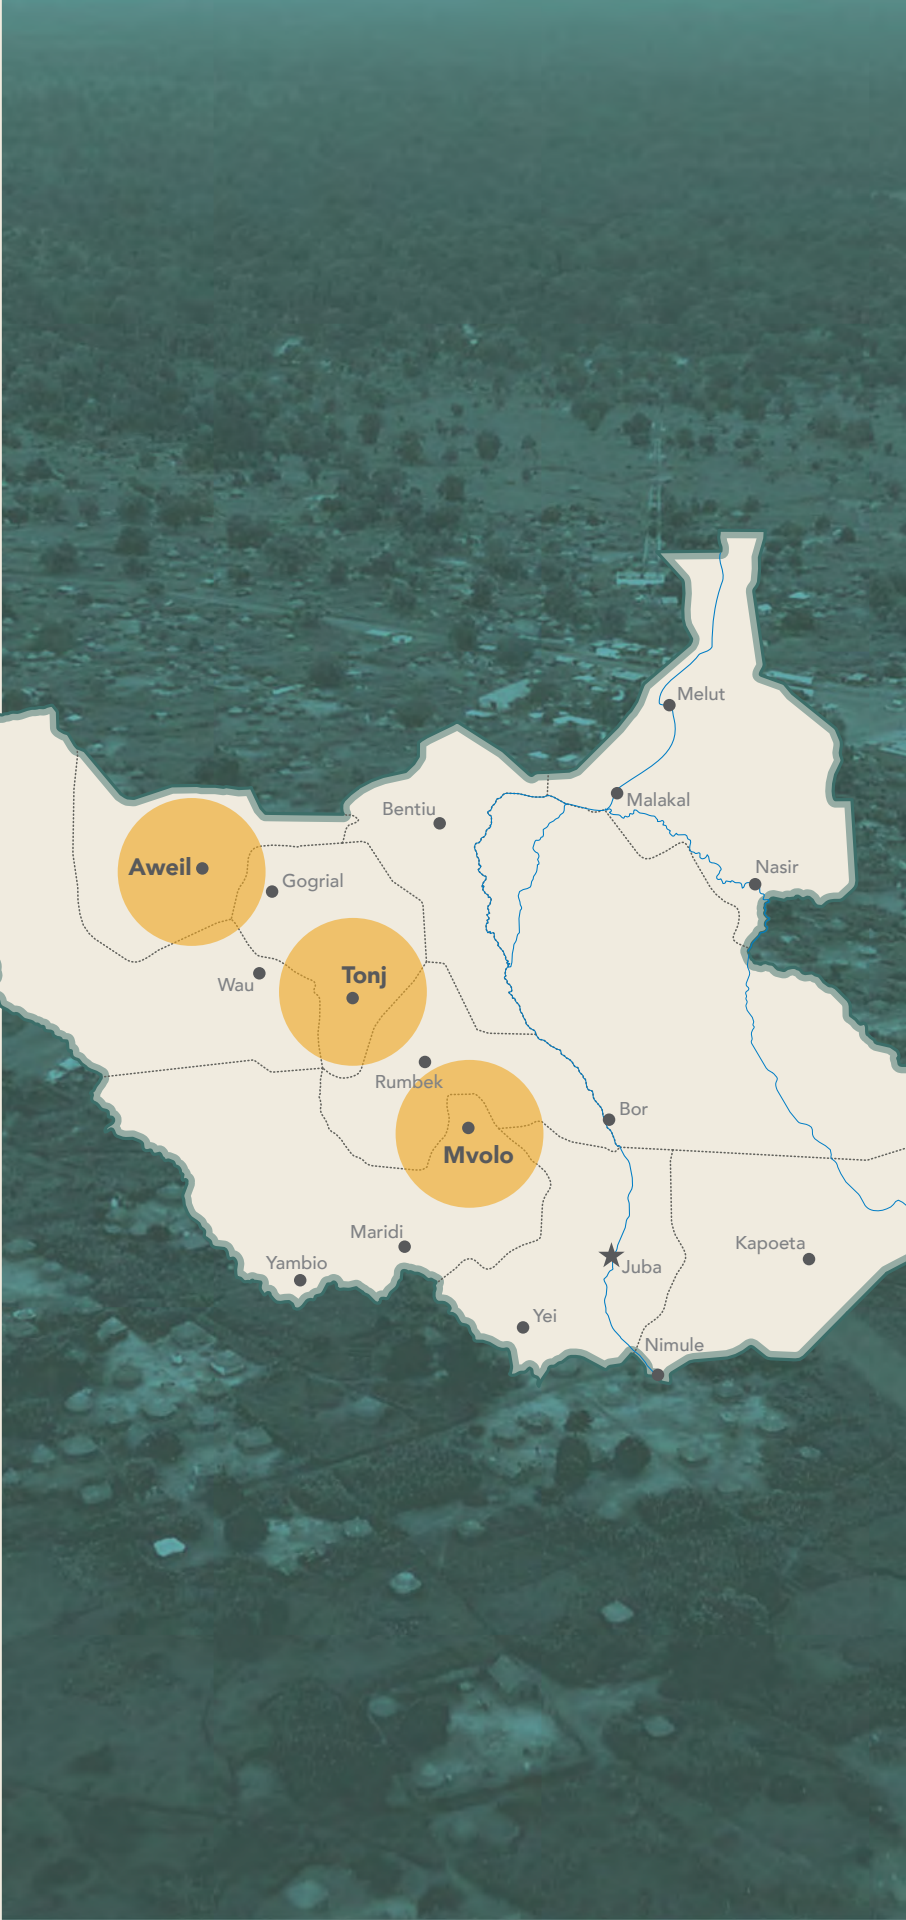 Melut
Malakal
Bentiu
Nasir
Aweil
Gogrial
Tonj
Wau
Rumbek
Bor
Mvolo
Maridi
Kapoeta
Yambio
Juba
Yei
Nimule